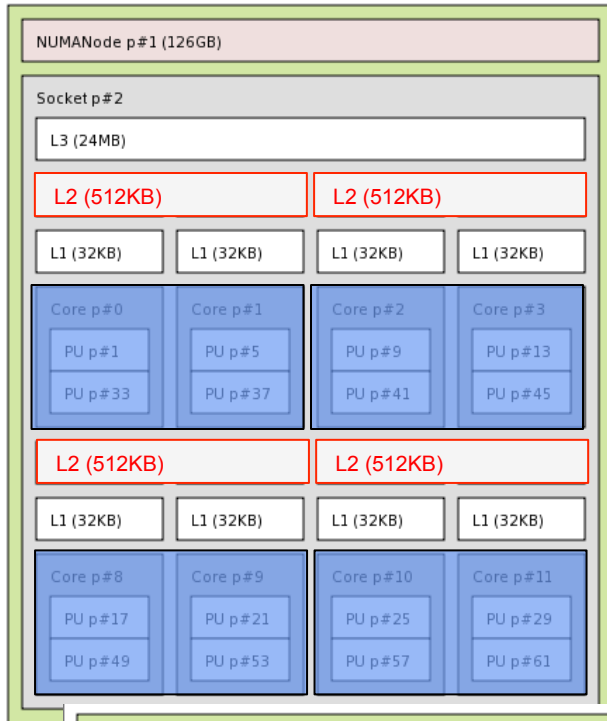 NUMANode p#1 (126GB)
Socket p#2
L3 (24MB)
L2 (512KB) L2 (512KB)
L1 (32KB) L1 (32KB) L1 (32KB) L1 (32KB)
Core p#0 Core p#1 Core p#2 Core p#3
PU p#1 PU p#5 PU p#9 PU p#13
PU p#33 PU p#37 PU p#41 PU p#45
L2 (512KB) L2 (512KB)
L1 (32KB) L1 (32KB) L1 (32KB) L1 (32KB)
Core p#8 Core p#9 Core p#10 Core p#11
PU p#17 PU p#21 PU p#25 PU p#29
PU p#49 PU p#53 PU p#57 PU p#61